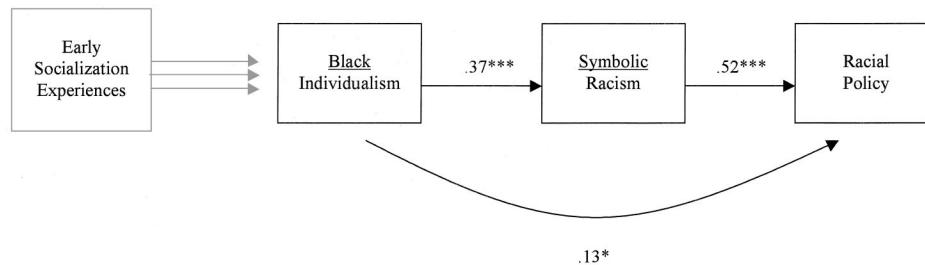 Early
Socialization
Experiences
Black
Individualism
.37***
Symbolic
Racism
.52***
Racial
Policy
.13*